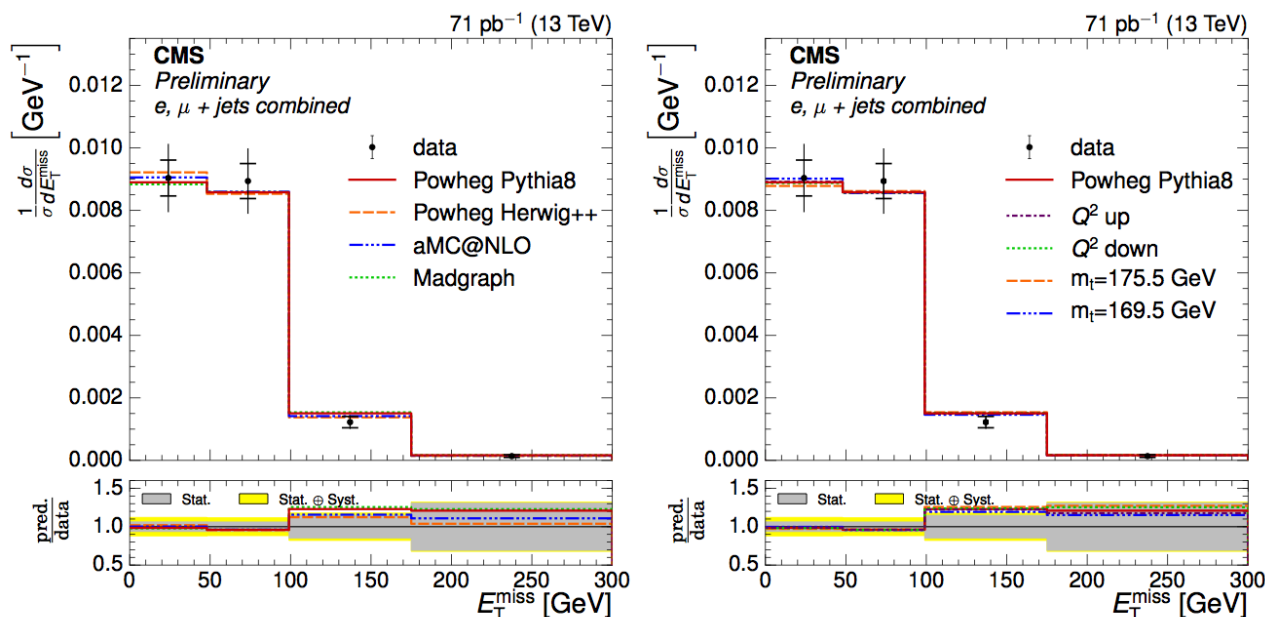 71 pb⁻¹ (13 TeV)
CMS
Preliminary
e, μ + jets combined
data
Powheg Pythia8
Powheg Herwig++
aMC@NLO
Madgraph
1/σ dσ/dE_T^miss [GeV⁻¹]
0.012
0.010
0.008
0.006
0.004
0.002
0.000
pred./data
1.5
1.0
0.5
Stat.
Stat. ⊕ Syst.
0 50 100 150 200 250 300
E_T^miss [GeV]
71 pb⁻¹ (13 TeV)
CMS
Preliminary
e, μ + jets combined
data
Powheg Pythia8
Q² up
Q² down
m_t=175.5 GeV
m_t=169.5 GeV
1/σ dσ/dE_T^miss [GeV⁻¹]
0.012
0.010
0.008
0.006
0.004
0.002
0.000
pred./data
1.5
1.0
0.5
Stat.
Stat. ⊕ Syst.
0 50 100 150 200 250 300
E_T^miss [GeV]